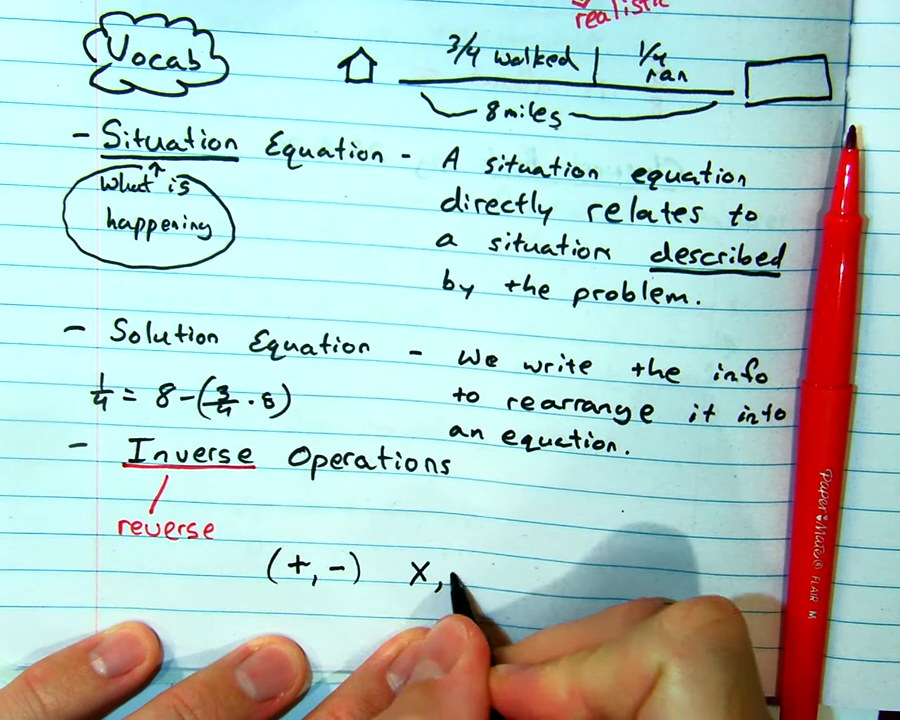 realistic
Vocab
3/4 walked | 1/4 ran
8 miles
- Situation Equation - A situation equation
directly relates to
a situation described
by the problem.
What is
happening
- Solution Equation - We write the info
to rearrange it into
an equation.
1/4 = 8 - (3/4 · 8)
- Inverse Operations
reverse
(+, -) x,
Paper Mate FLAIR M